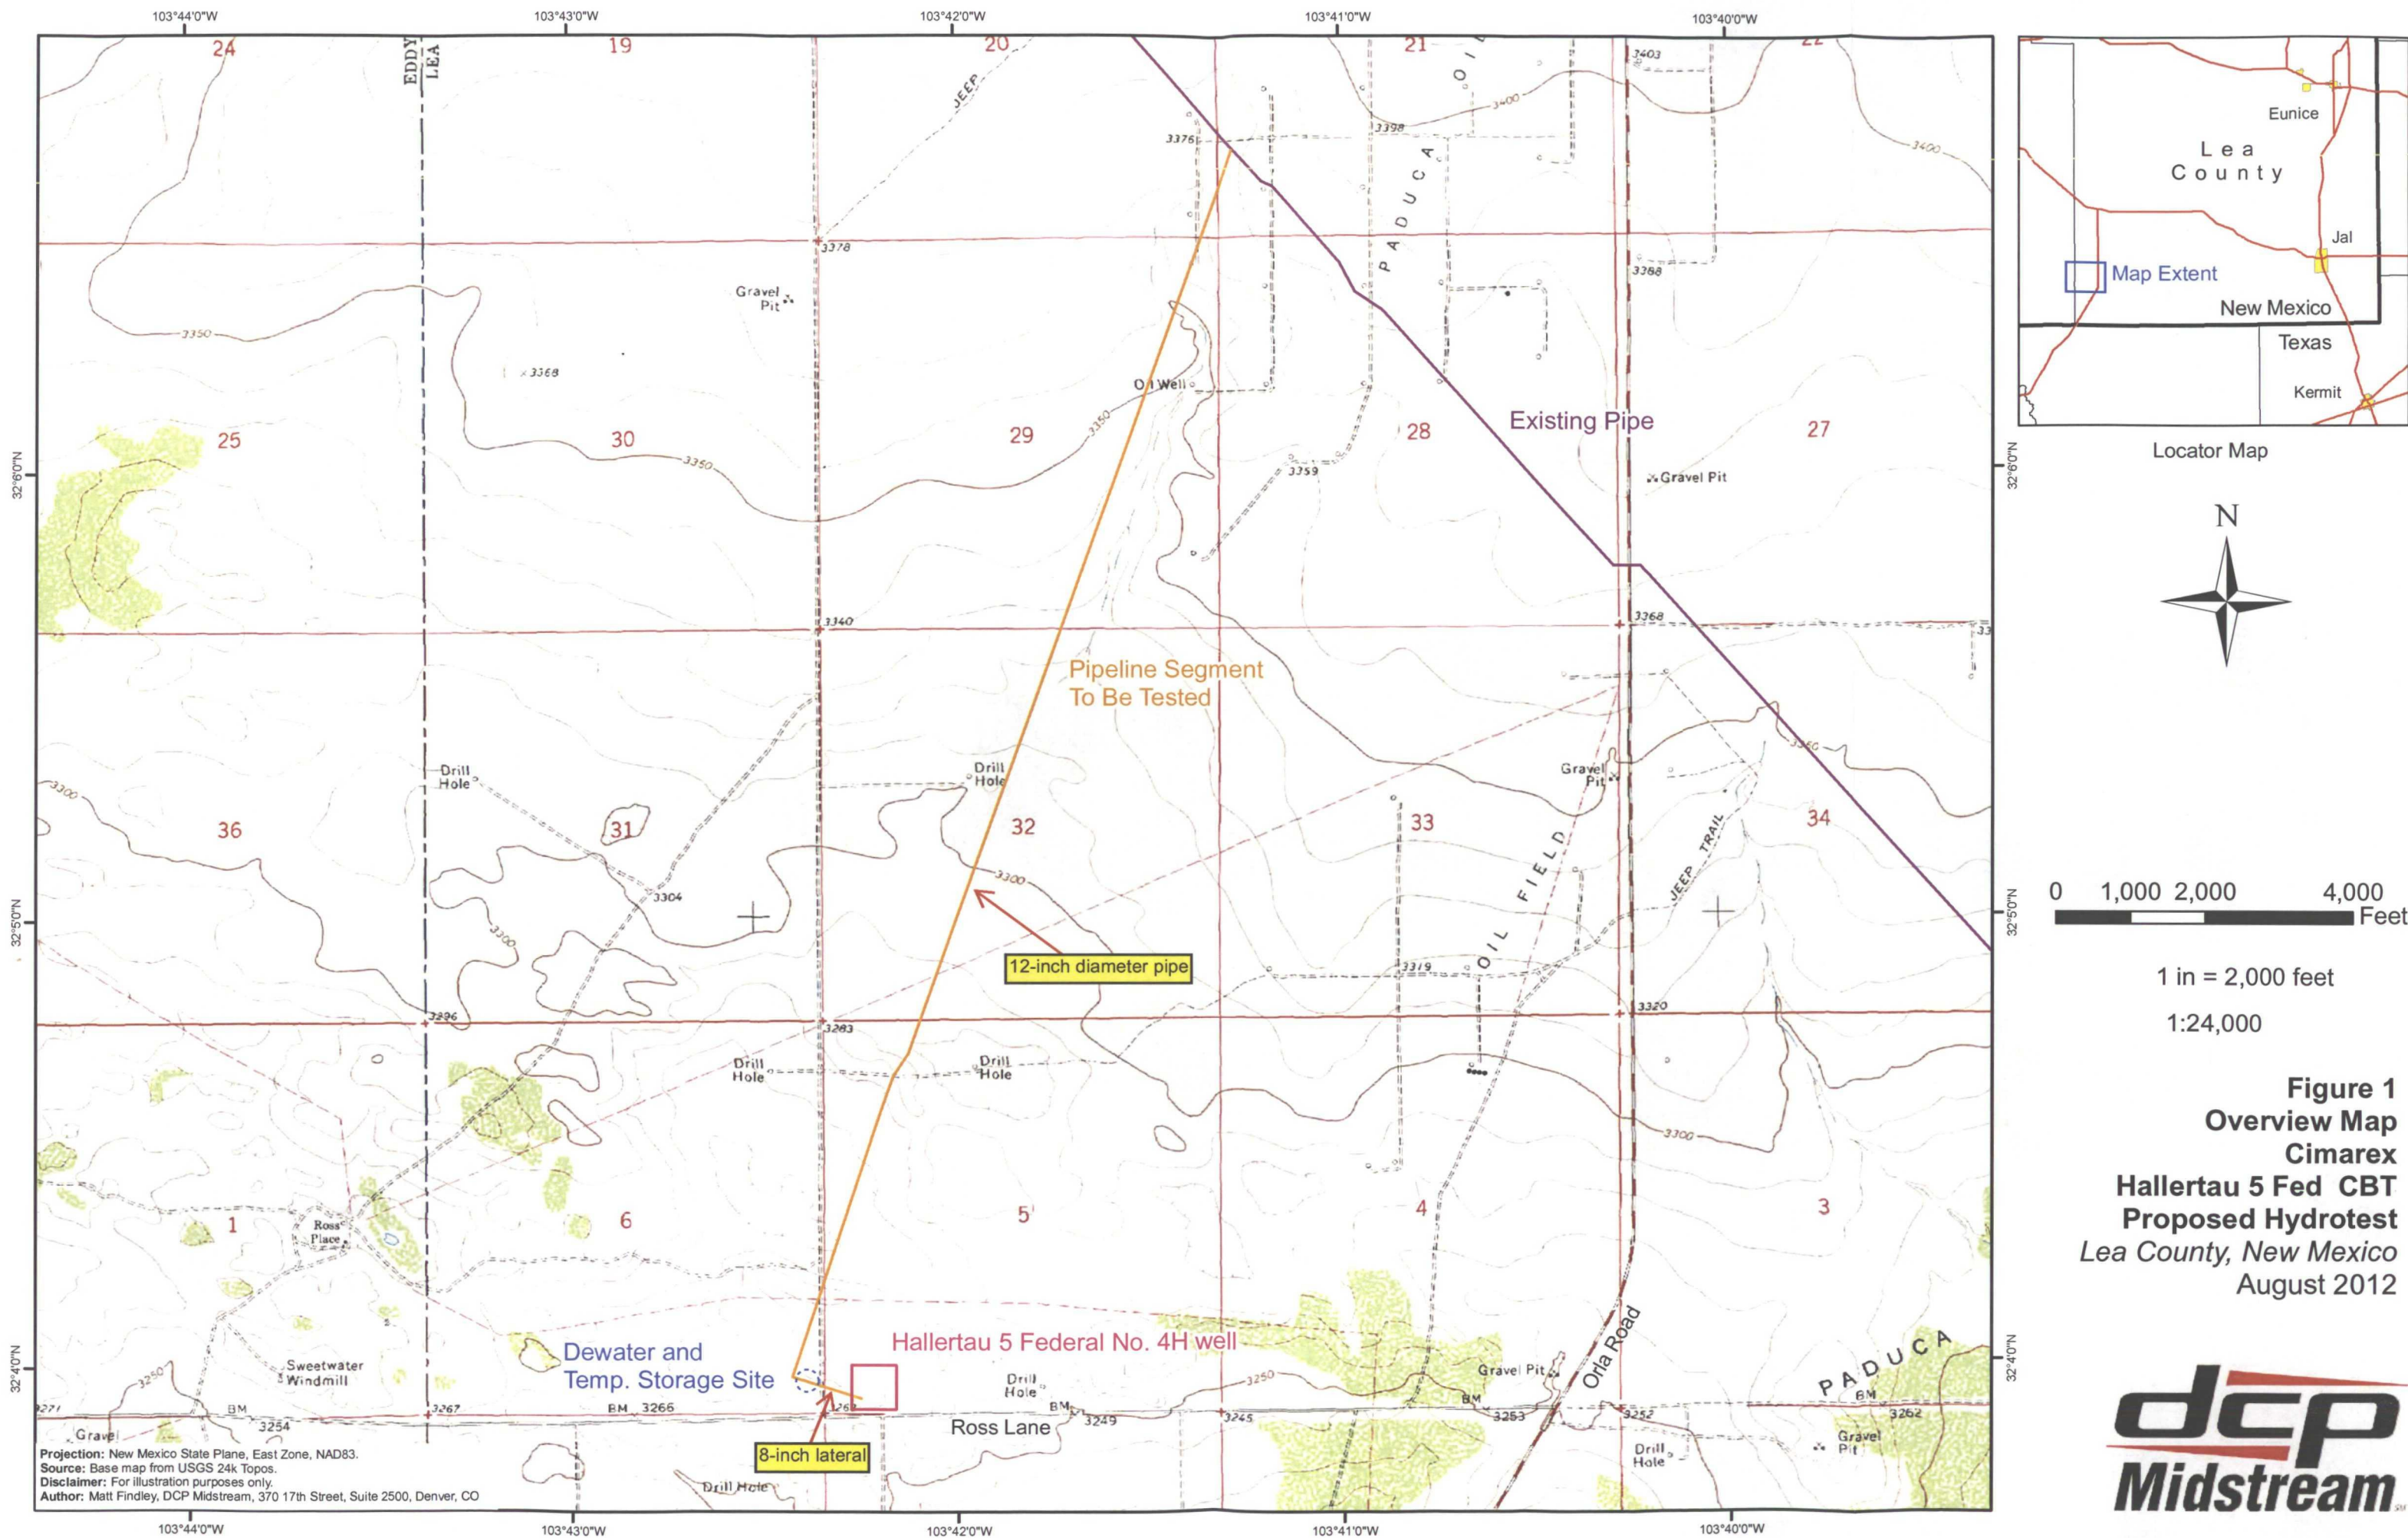 103°44'0"W
103°43'0"W
103°42'0"W
103°41'0"W
103°40'0"W
24
EDDY
LEA
19
20
21
22
JEEP
OIL
3403
3400
3398
3376
3400
PADUCA
3378
3388
Gravel
Pit
3350
3368
Oil Well
3350
Existing Pipe
25
30
29
28
27
3350
3359
Gravel Pit
32°6'0"N
32°6'0"N
3340
3368
33
Pipeline Segment
To Be Tested
3350
Drill
Hole
Drill
Hole
Gravel
Pit
3300
36
31
32
33
34
JEEP TRAIL
3300
3304
OIL FIELD
3300
32°5'0"N
32°5'0"N
12-inch diameter pipe
3319
3296
3283
3320
Drill
Hole
Drill
Hole
3300
1
6
5
4
3
Ross
Place
Dewater and
Temp. Storage Site
Hallertau 5 Federal No. 4H well
Orla Road
PADUCA
Sweetwater
Windmill
Gravel Pit
3250
3250
Drill
Hole
32°4'0"N
32°4'0"N
3271
BM
3254
3267
BM
3266
BM
3249
3245
BM
3253
3252
BM
3262
Gravel
Ross Lane
Gravel
Pit
Drill
Hole
8-inch lateral
Drill Hole
Projection: New Mexico State Plane, East Zone, NAD83.
Source: Base map from USGS 24k Topos.
Disclaimer: For illustration purposes only.
Author: Matt Findley, DCP Midstream, 370 17th Street, Suite 2500, Denver, CO
103°44'0"W
103°43'0"W
103°42'0"W
103°41'0"W
103°40'0"W
Eunice
Lea
County
Jal
Map Extent
New Mexico
Texas
Kermit
Locator Map
N
0 1,000 2,000 4,000
Feet
1 in = 2,000 feet
1:24,000
Figure 1
Overview Map
Cimarex
Hallertau 5 Fed CBT
Proposed Hydrotest
Lea County, New Mexico
August 2012
dcp
Midstream